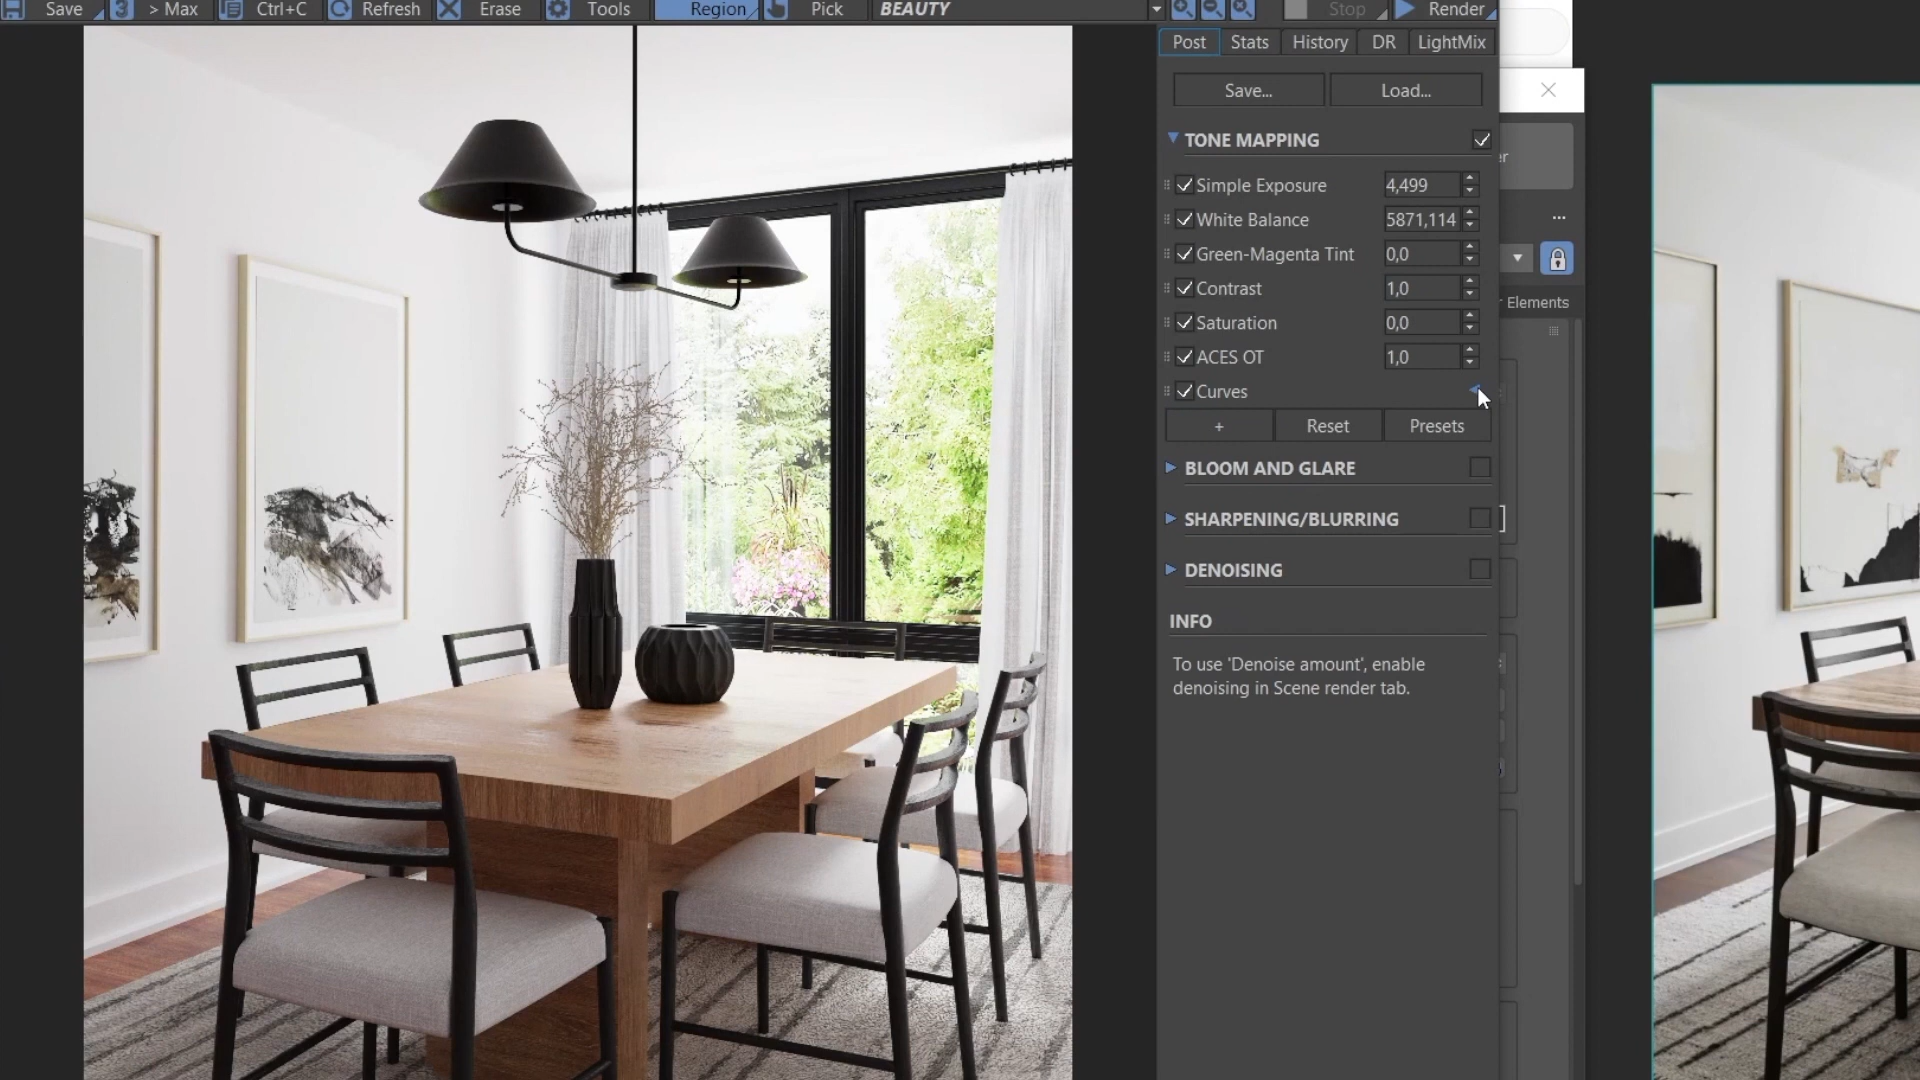 Save 3 > Max Ctrl+C Refresh Erase Tools Region Pick BEAUTY Stop Render
Post Stats History DR LightMix
Save... Load...
TONE MAPPING
Simple Exposure 4,499
White Balance 5871,114
Green-Magenta Tint 0,0
Contrast 1,0
Saturation 0,0
ACES OT 1,0
Curves
+ Reset Presets
BLOOM AND GLARE
SHARPENING/BLURRING
DENOISING
INFO
To use 'Denoise amount', enable
denoising in Scene render tab.
er
...
r Elements